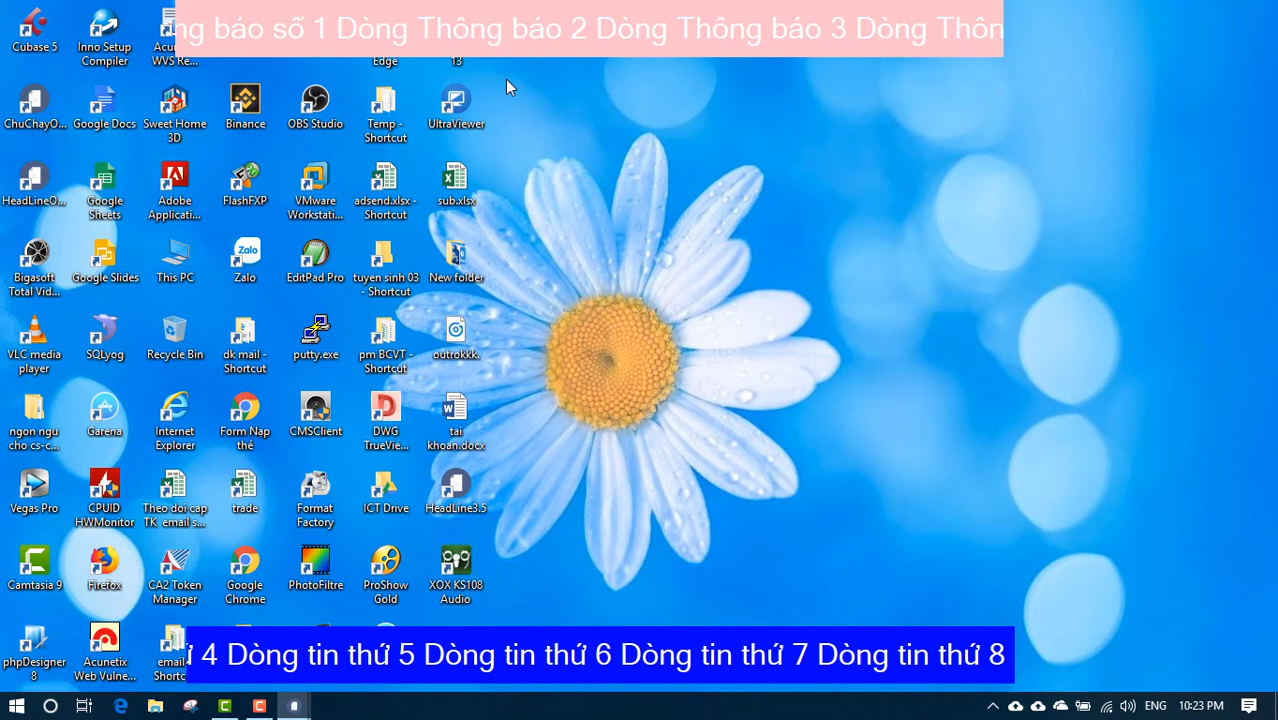 ng báo số 1 Dòng Thông báo 2 Dòng Thông báo 3 Dòng Thôn
Cubase 5
Inno Setup
Compiler
Acun
WVS Re...
Edge
13
ChuChayO...
Google Docs
Sweet Home
3D
Binance
OBS Studio
Temp -
Shortcut
UltraViewer
HeadLineO...
Google
Sheets
Adobe
Applicati...
FlashFXP
VMware
Workstati...
adsend.xlsx -
Shortcut
sub.xlsx
Bigasoft
Total Vid...
Google Slides
This PC
Zalo
Zalo
EditPad Pro
tuyen sinh 03
- Shortcut
New folder
VLC media
player
SQLyog
Recycle Bin
dk mail -
Shortcut
putty.exe
pm BCVT -
Shortcut
outrokkk.
ngon ngu
cho cs-c...
Garena
Internet
Explorer
Form Nap
thẻ
CMSClient
DWG
TrueVie...
tai
khoan.docx
Vegas Pro
CPUID
HWMonitor
Theo doi cap
TK email s...
trade
Format
Factory
ICT Drive
HeadLine3.5
Camtasia 9
Firefox
CA2 Token
Manager
Google
Chrome
PhotoFiltre
ProShow
Gold
XOX KS108
Audio
phpDesigner
8
Acunetix
Web Vulne...
email
Shortc
4 Dòng tin thứ 5 Dòng tin thứ 6 Dòng tin thứ 7 Dòng tin thứ 8
ENG
10:23 PM